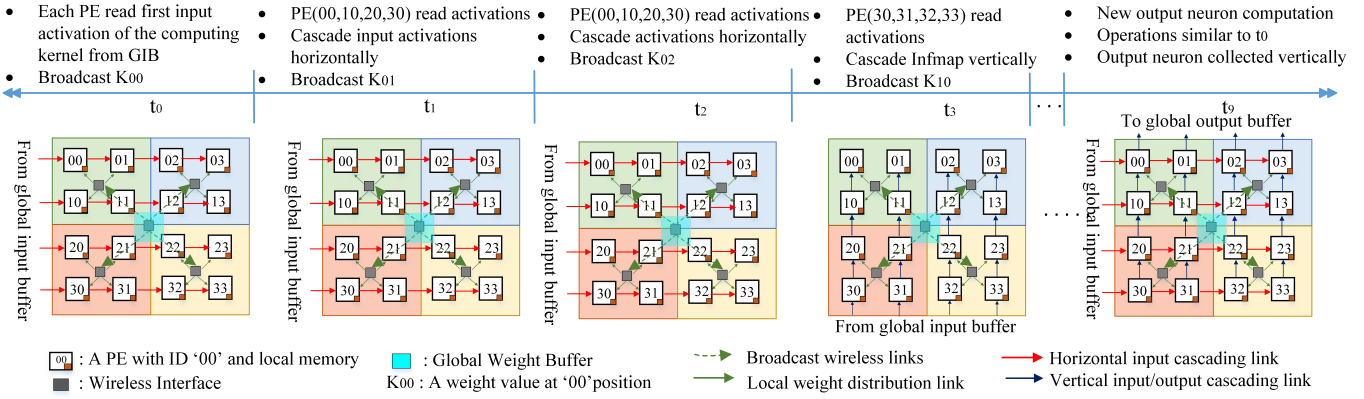 • Each PE read first input
activation of the computing
kernel from GIB
• Broadcast K00
• PE(00,10,20,30) read activations
• Cascade input activations
horizontally
• Broadcast K01
• PE(00,10,20,30) read activations
• Cascade activations horizontally
• Broadcast K02
• PE(30,31,32,33) read
activations
• Cascade Infmap vertically
• Broadcast K10
• New output neuron computation
• Operations similar to t0
• Output neuron collected vertically
t0
t1
t2
t3
. . .
t9
From global input buffer
00 01 02 03
10 11 12 13
20 21 22 23
30 31 32 33
From global input buffer
00 01 02 03
10 11 12 13
20 21 22 23
30 31 32 33
From global input buffer
00 01 02 03
10 11 12 13
20 21 22 23
30 31 32 33
00 01 02 03
10 11 12 13
20 21 22 23
30 31 32 33
From global input buffer
. . . . .
To global output buffer
From global input buffer
00 01 02 03
10 11 12 13
20 21 22 23
30 31 32 33
00 : A PE with ID ‘00’ and local memory
: Wireless Interface
: Global Weight Buffer
K00 : A weight value at ‘00’position
Broadcast wireless links
Local weight distribution link
Horizontal input cascading link
Vertical input/output cascading link